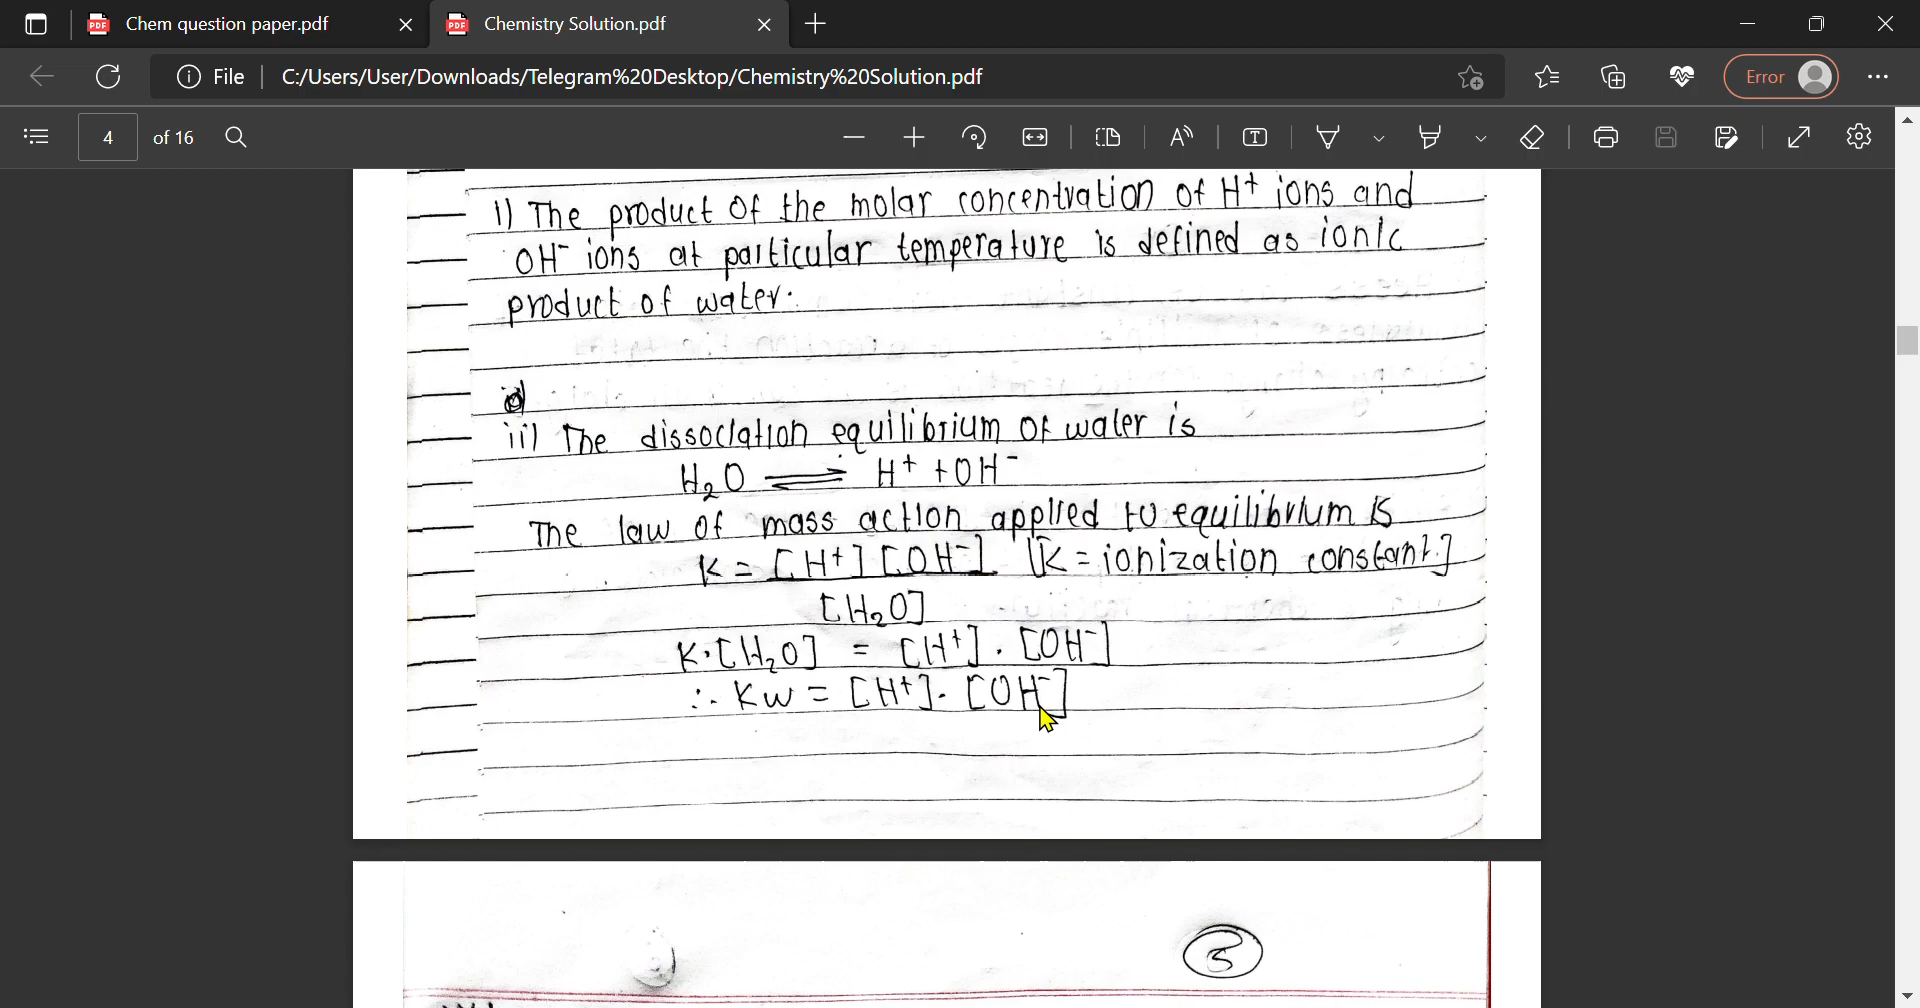 Chem question paper.pdf
Chemistry Solution.pdf
File
C:/Users/User/Downloads/Telegram%20Desktop/Chemistry%20Solution.pdf
Error
4 of 16
i) The product of the molar concentration of H⁺ ions and
OH⁻ ions at particular temperature is defined as ionic
product of water.
iii) The dissociation equilibrium of water is
H₂O ⇌ H⁺ + OH⁻
The law of mass action applied to equilibrium is
K = [H⁺] [OH⁻] [K = ionization constant.]
[H₂O]
K·[H₂O] = [H⁺] . [OH⁻]
∴ Kw = [H⁺]. [OH⁻]